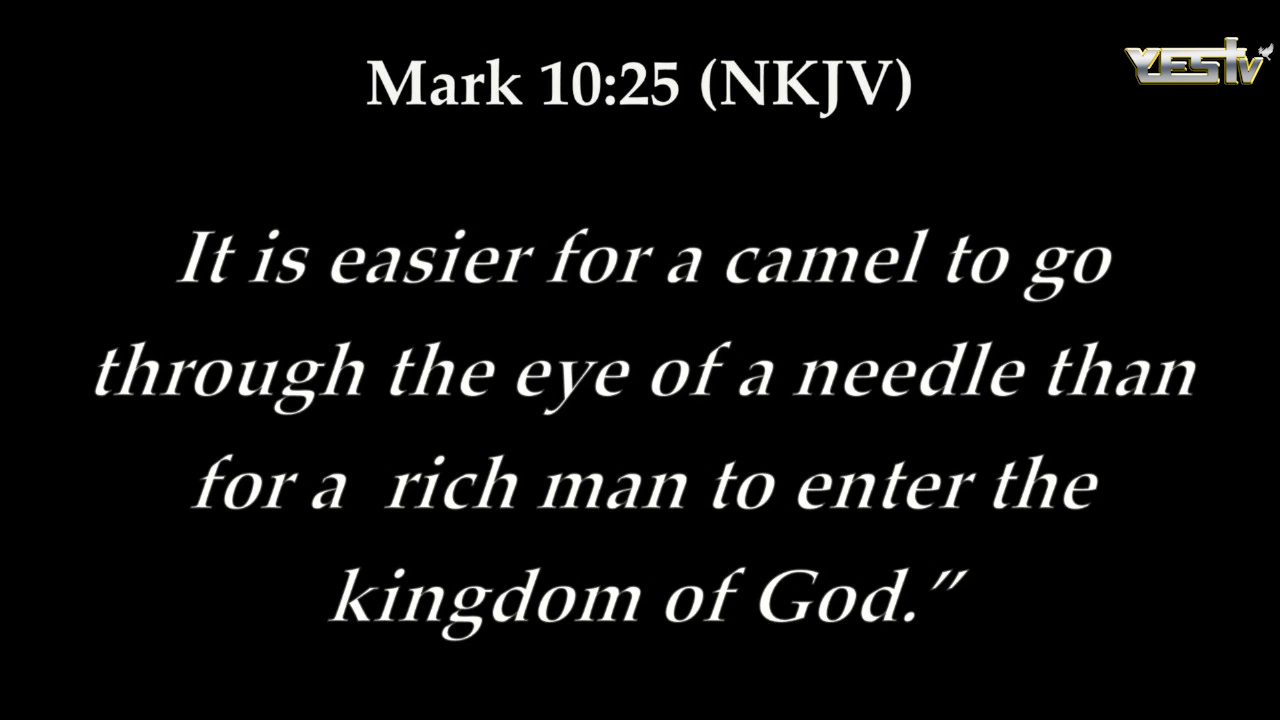 Mark 10:25 (NKJV)
YESTV
It is easier for a camel to go
through the eye of a needle than
for a  rich man to enter the
kingdom of God.”